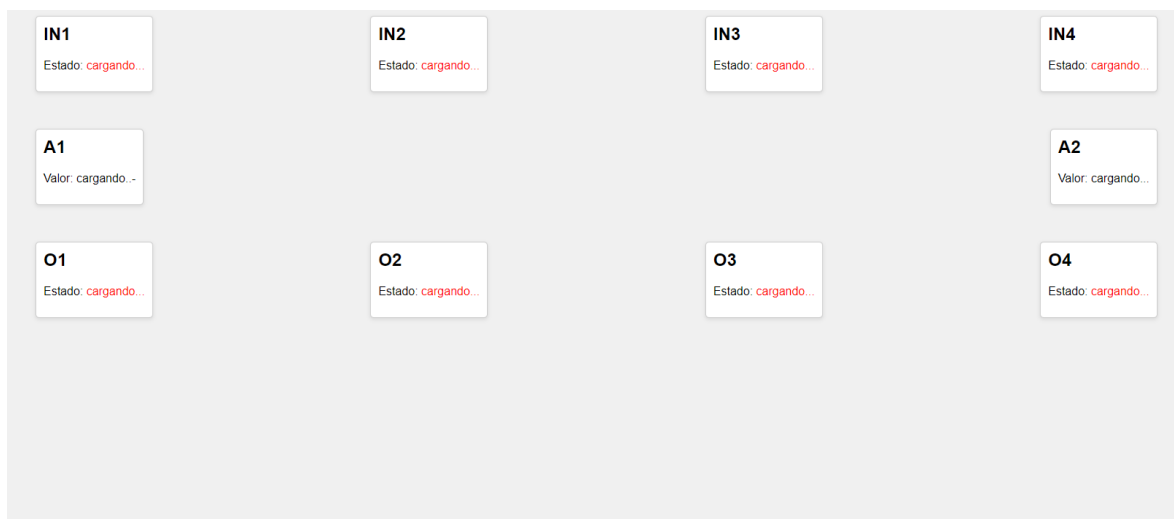 IN1
IN2
IN3
IN4
Estado: cargando...
Estado: cargando...
Estado: cargando...
Estado: cargando...
A1
A2
Valor: cargando..-
Valor: cargando...
O1
O2
O3
O4
Estado: cargando...
Estado: cargando...
Estado: cargando...
Estado: cargando...